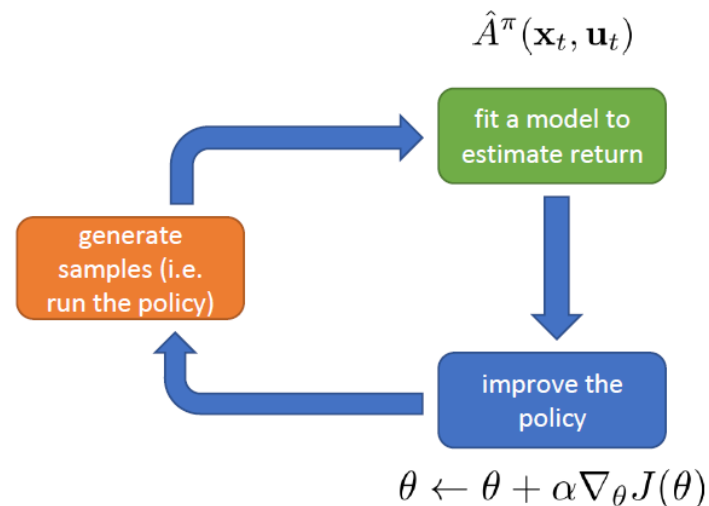 Â^π(𝐱_t, 𝐮_t)
fit a model to
estimate return
generate
samples (i.e.
run the policy)
improve the
policy
θ ← θ + α∇_θ J(θ)